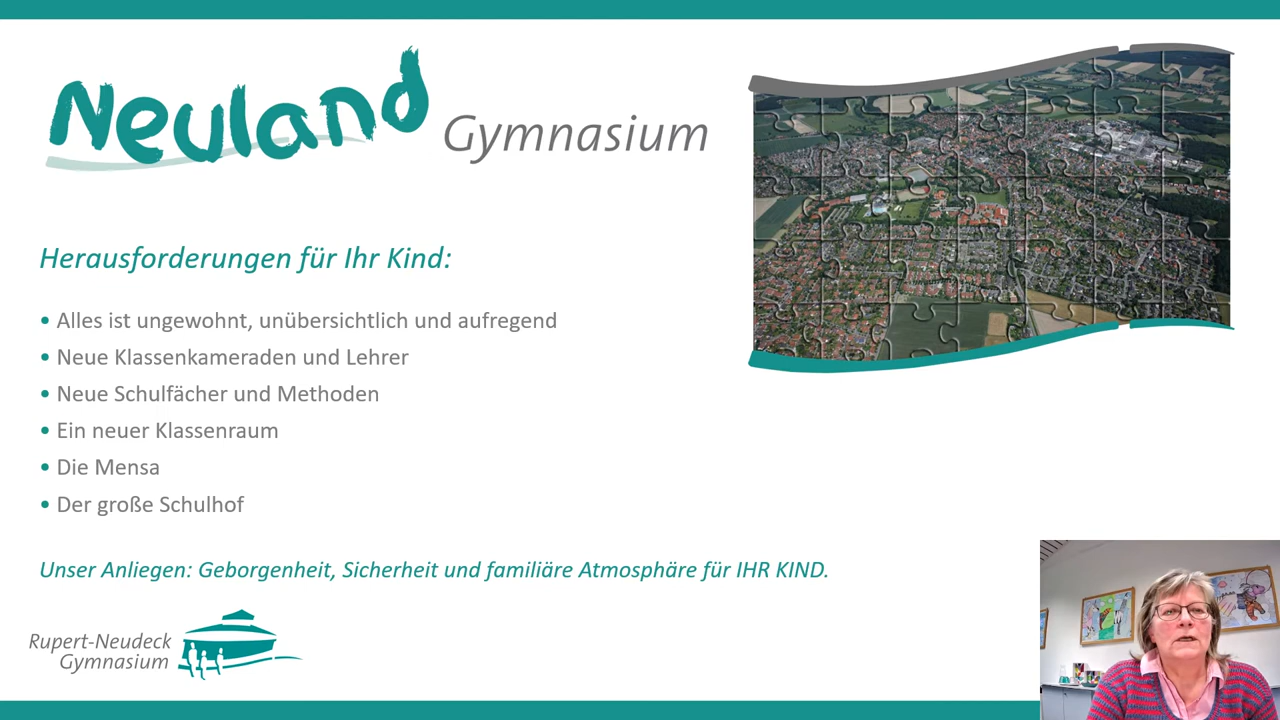 Neuland Gymnasium
Herausforderungen für Ihr Kind:
• Alles ist ungewohnt, unübersichtlich und aufregend
• Neue Klassenkameraden und Lehrer
• Neue Schulfächer und Methoden
• Ein neuer Klassenraum
• Die Mensa
• Der große Schulhof
Unser Anliegen: Geborgenheit, Sicherheit und familiäre Atmosphäre für IHR KIND.
Rupert-Neudeck
Gymnasium